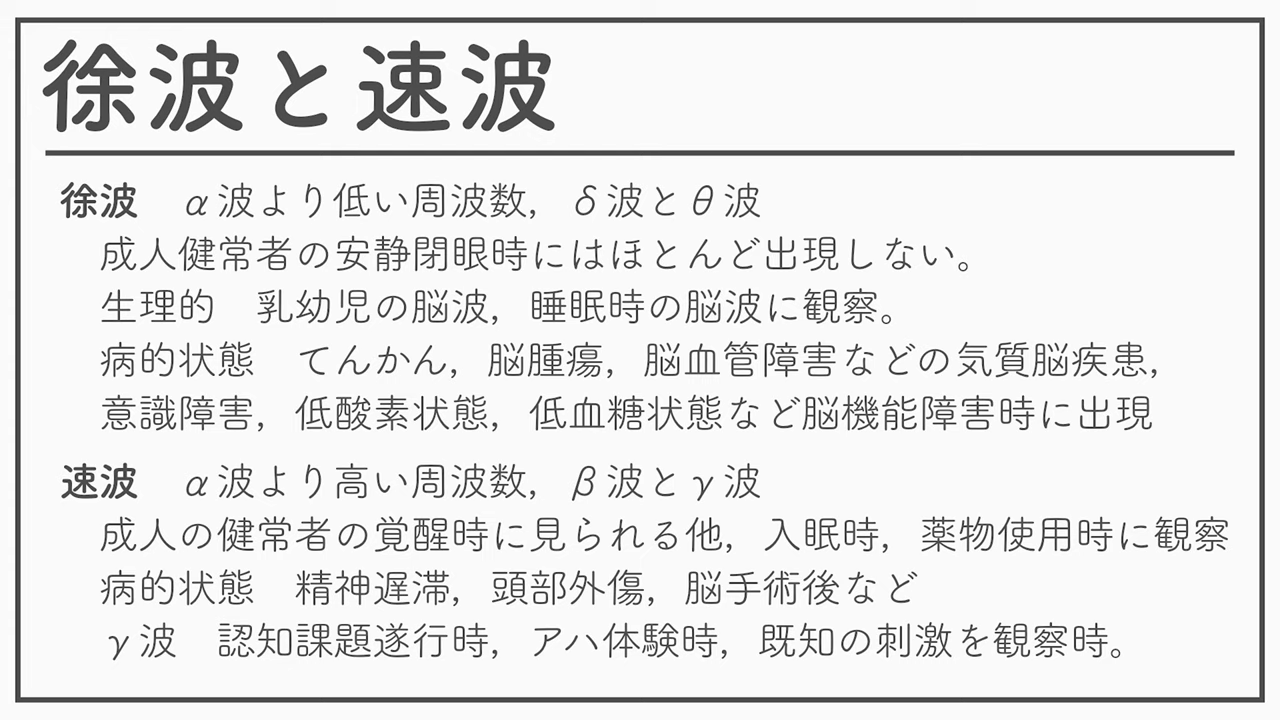 徐波と速波
徐波　α波より低い周波数，δ波とθ波
成人健常者の安静閉眼時にはほとんど出現しない。
生理的　乳幼児の脳波，睡眠時の脳波に観察。
病的状態　てんかん，脳腫瘍，脳血管障害などの気質脳疾患，
意識障害，低酸素状態，低血糖状態など脳機能障害時に出現
速波　α波より高い周波数，β波とγ波
成人の健常者の覚醒時に見られる他，入眠時，薬物使用時に観察
病的状態　精神遅滞，頭部外傷，脳手術後など
γ波　認知課題遂行時，アハ体験時，既知の刺激を観察時。